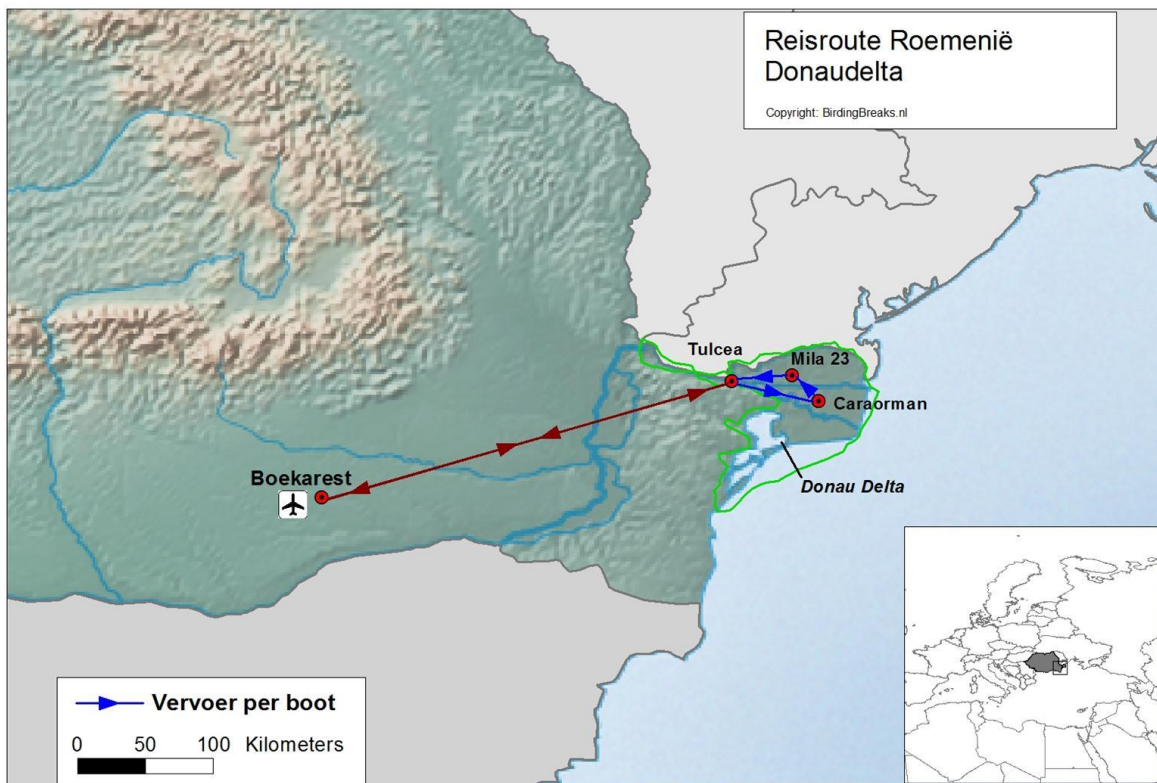 Reisroute Roemenië
Donaudelta
Copyright: BirdingBreaks.nl
Tulcea
Mila 23
Caraorman
Boekarest
Donau Delta
Vervoer per boot
0 50 100 Kilometers